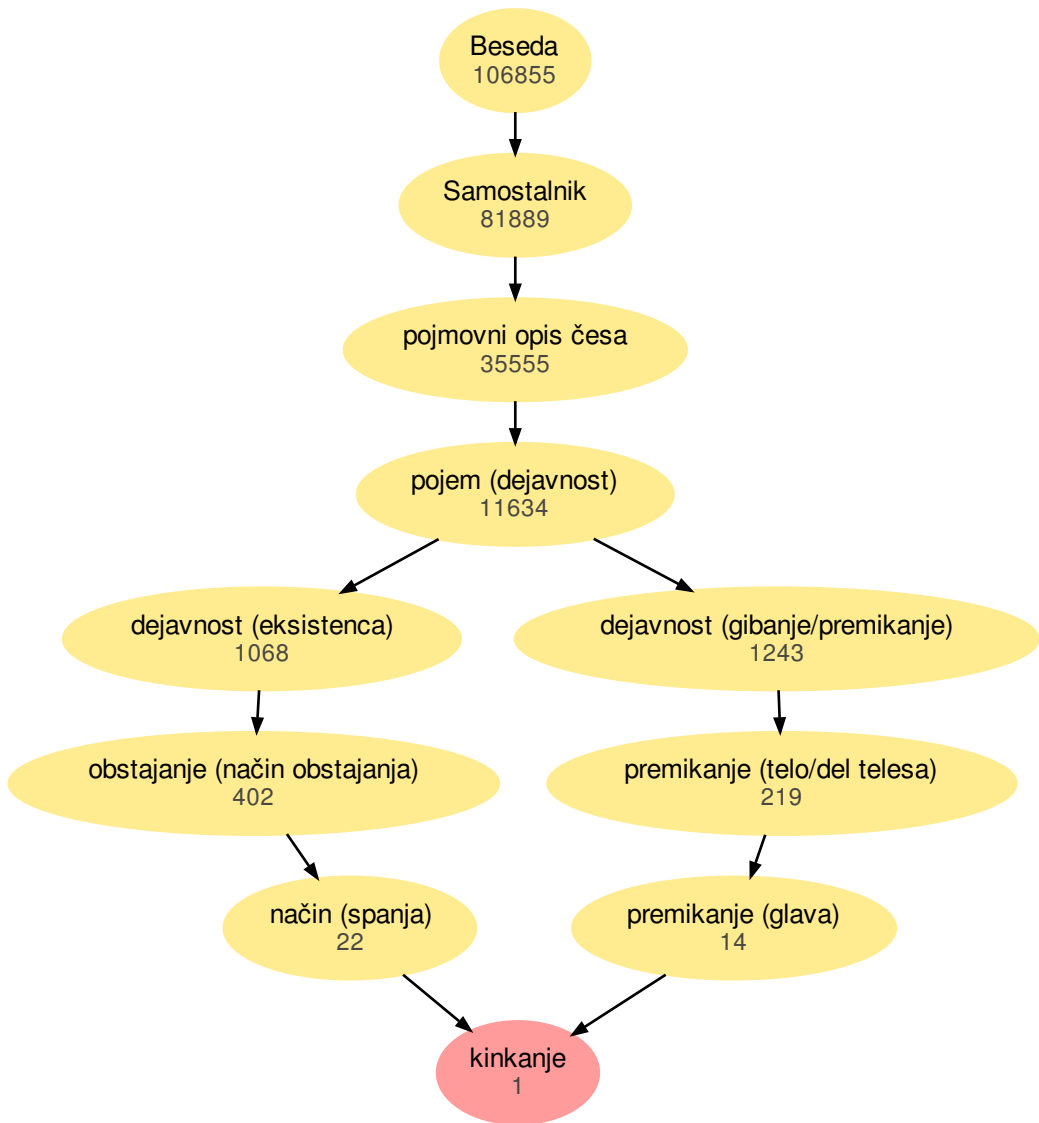 Beseda
106855
Samostalnik
81889
pojmovni opis česa
35555
pojem (dejavnost)
11634
dejavnost (eksistenca)
1068
dejavnost (gibanje/premikanje)
1243
obstajanje (način obstajanja)
402
premikanje (telo/del telesa)
219
način (spanja)
22
premikanje (glava)
14
kinkanje
1